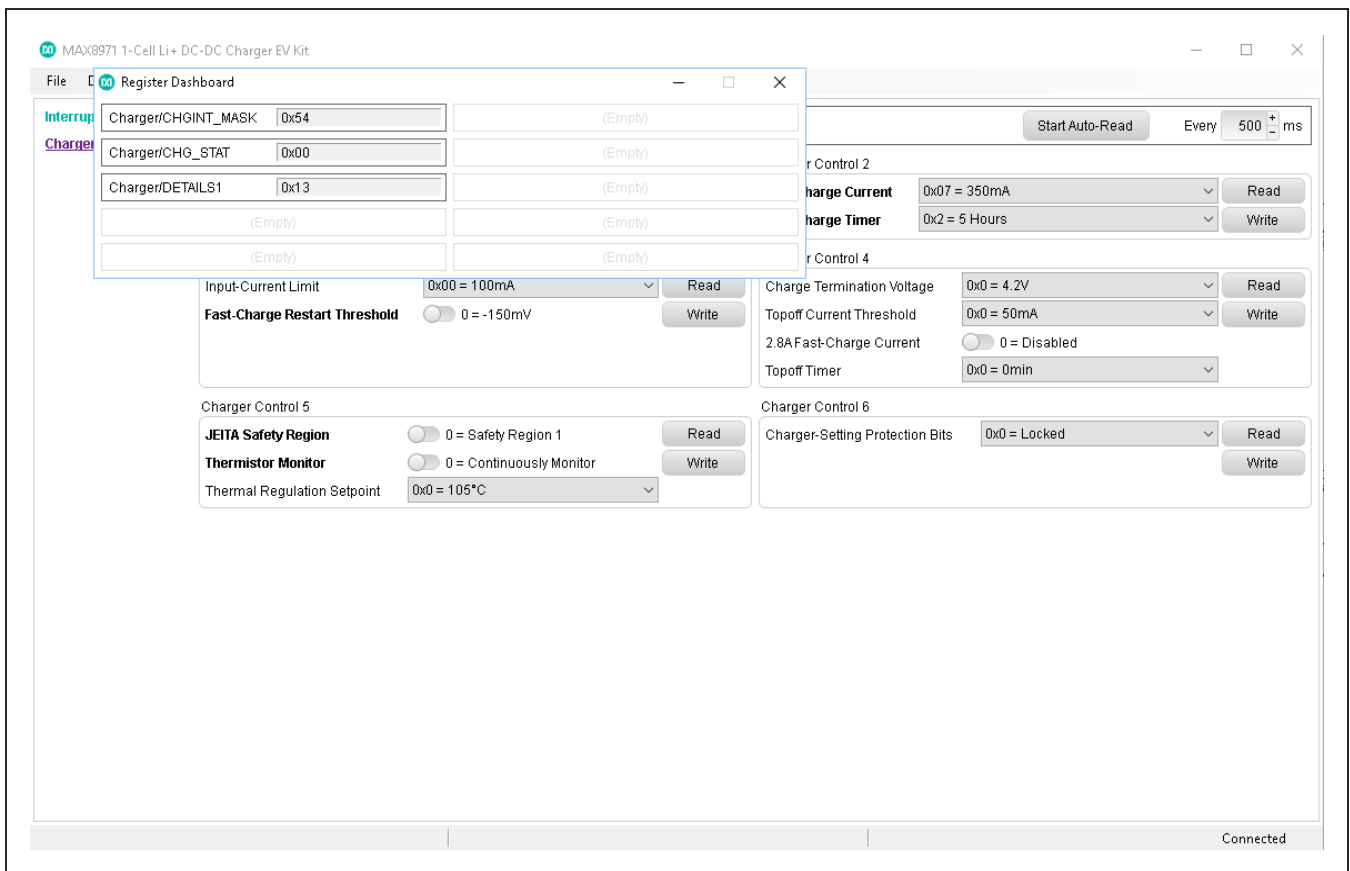 MAX8971 1-Cell Li+ DC-DC Charger EV Kit
File D
Register Dashboard
Interrup
Charger
Charger/CHGINT_MASK 0x54 (Empty)
Charger/CHG_STAT 0x00 (Empty)
Charger/DETAILS1 0x13 (Empty)
(Empty) (Empty)
(Empty) (Empty)
Start Auto-Read Every 500 + - ms
r Control 2
harge Current 0x07 = 350mA Read
harge Timer 0x2 = 5 Hours Write
Input-Current Limit 0x00 = 100mA Read
Fast-Charge Restart Threshold 0 = -150mV Write
r Control 4
Charge Termination Voltage 0x0 = 4.2V Read
Topoff Current Threshold 0x0 = 50mA Write
2.8A Fast-Charge Current 0 = Disabled
Topoff Timer 0x0 = 0min
Charger Control 5
JEITA Safety Region 0 = Safety Region 1 Read
Thermistor Monitor 0 = Continuously Monitor Write
Thermal Regulation Setpoint 0x0 = 105°C
Charger Control 6
Charger-Setting Protection Bits 0x0 = Locked Read
Write
Connected